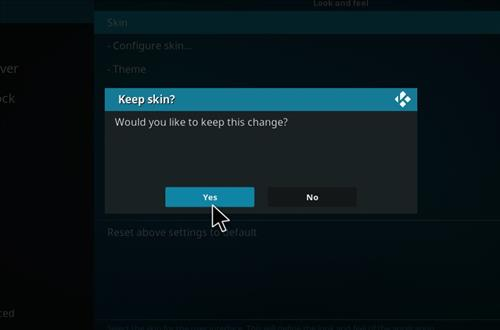 Look and feel
Skin
- Configure skin...
- Theme
ver
ock
Keep skin?
Would you like to keep this change?
Yes
No
Reset above settings to default
ced